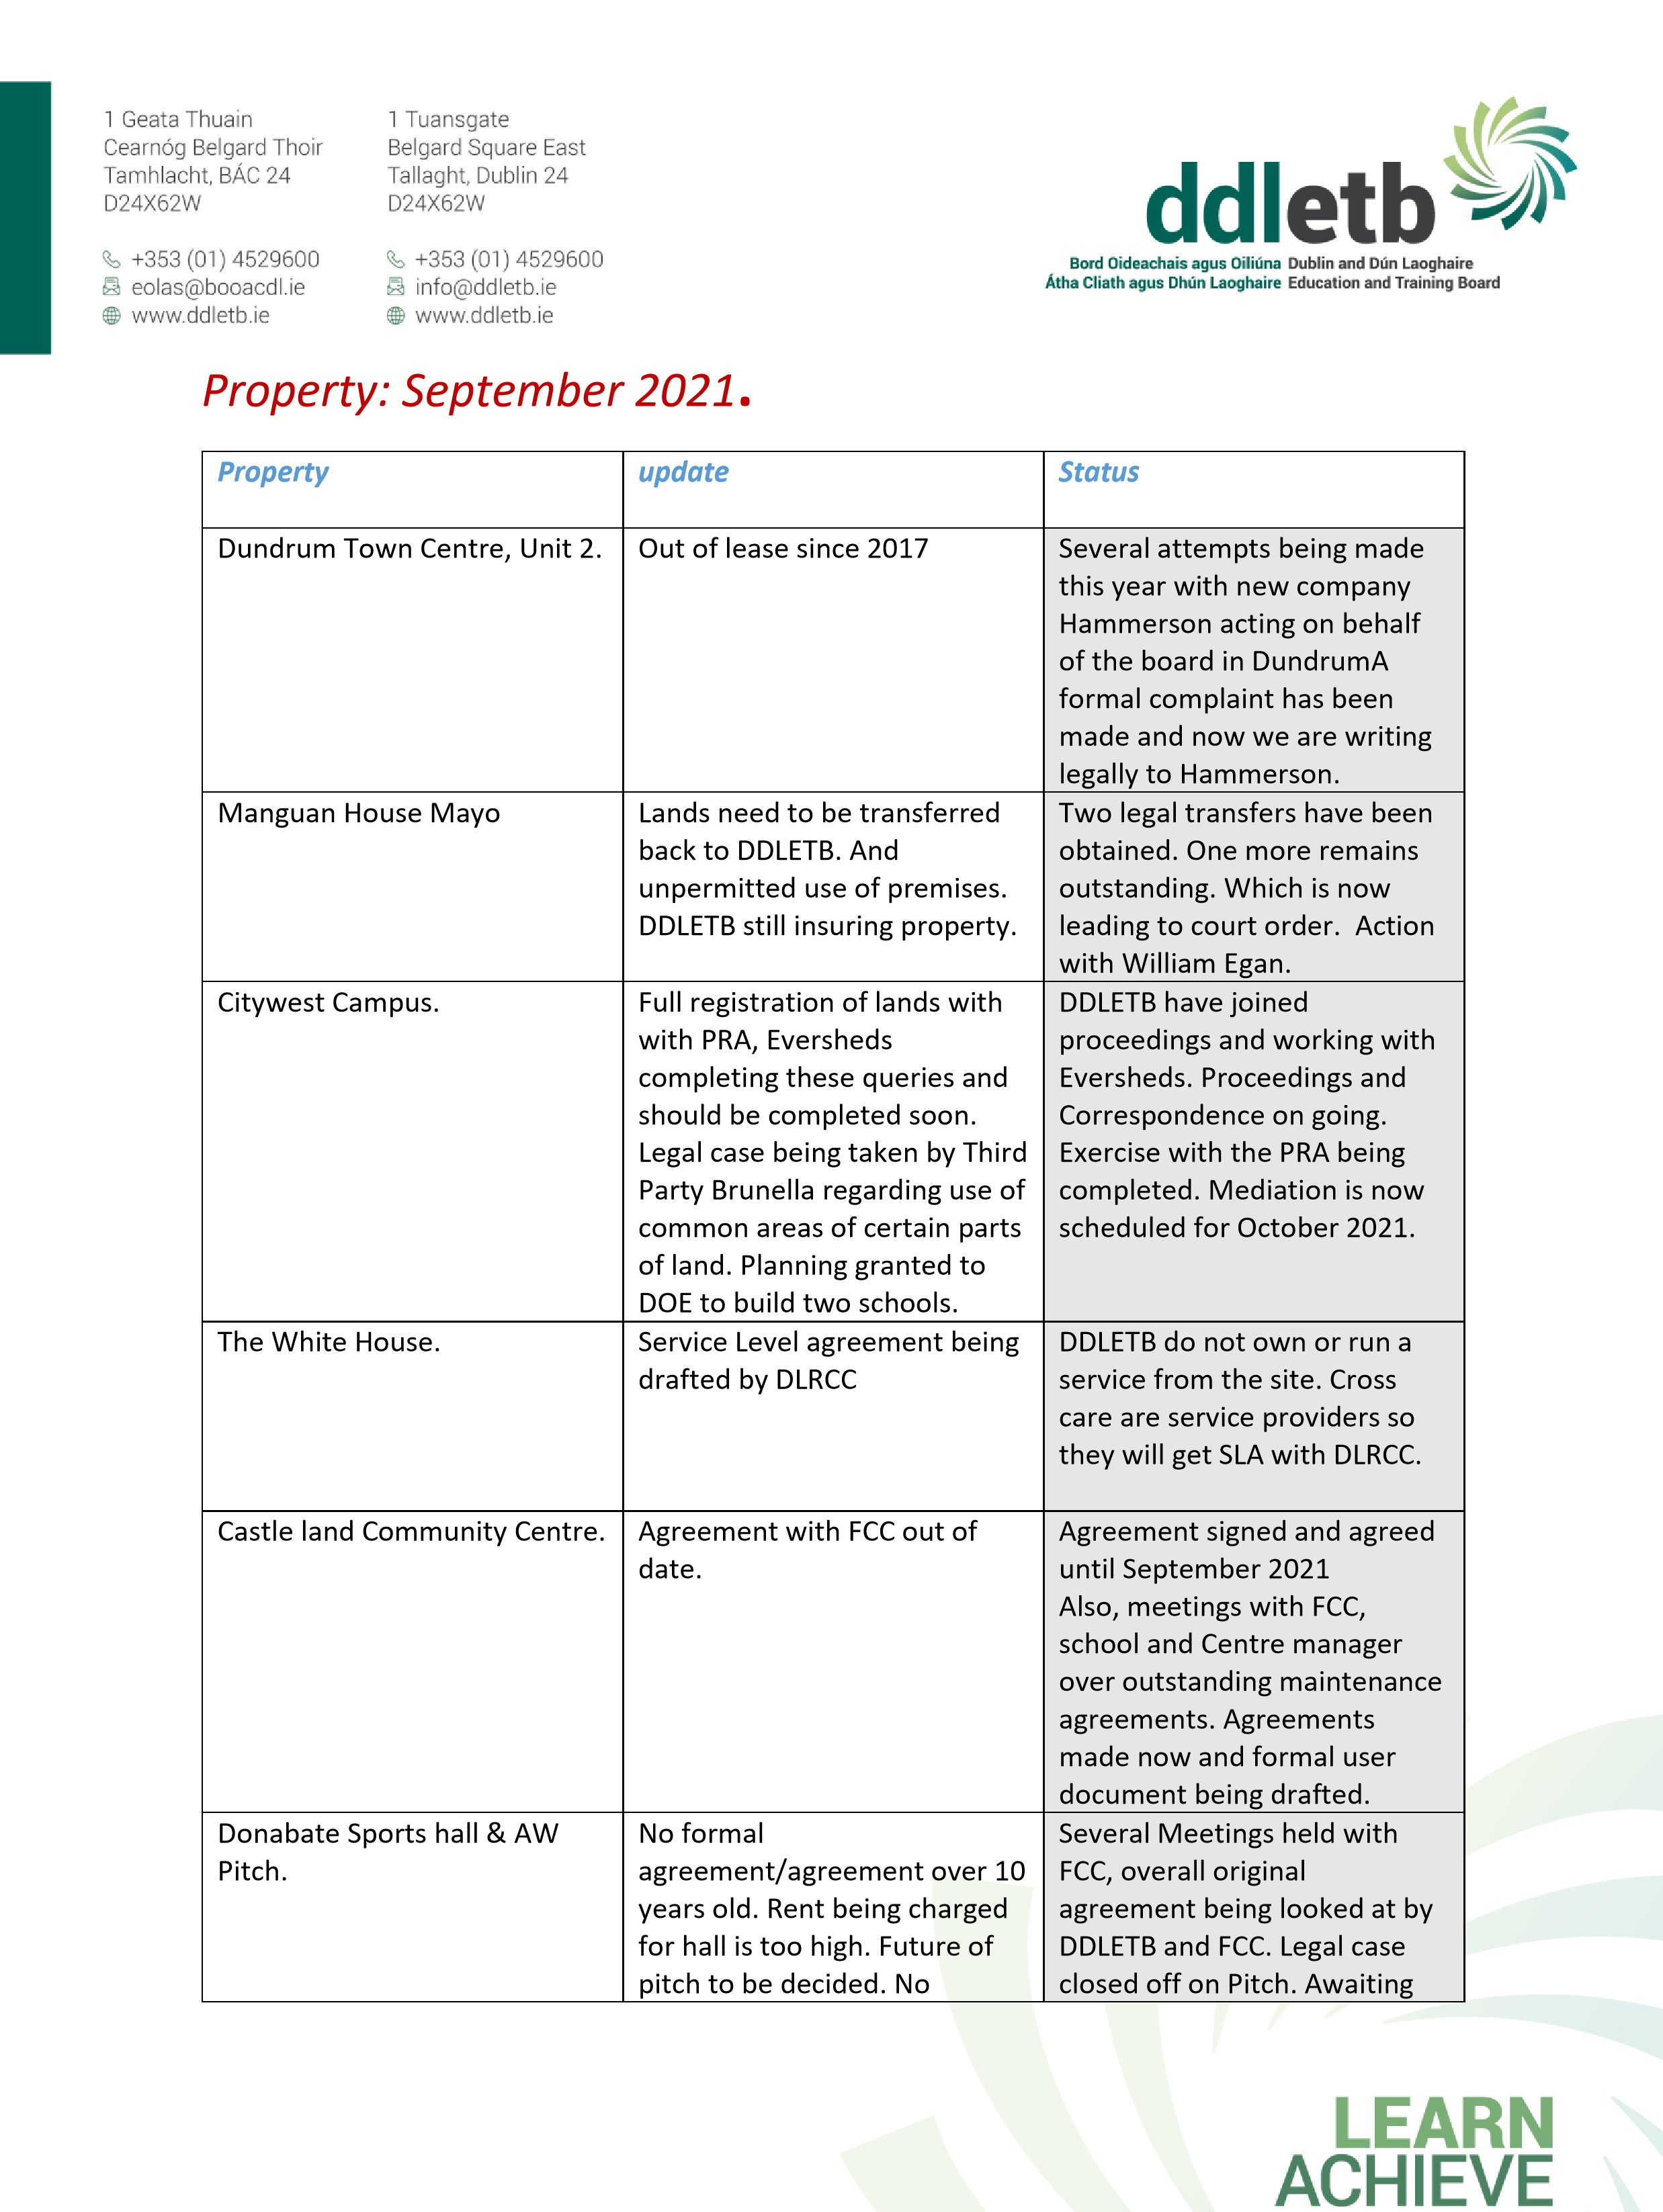 1 Geata Thuain
Cearnóg Belgard Thoir
Tamhlacht, BÁC 24
D24X62W
+353 (01) 4529600
eolas@booacdl.ie
www.ddletb.ie
1 Tuansgate
Belgard Square East
Tallaght, Dublin 24
D24X62W
+353 (01) 4529600
info@ddletb.ie
www.ddletb.ie
ddletb
Bord Oideachais agus Oiliúna Dublin and Dún Laoghaire
Átha Cliath agus Dhún Laoghaire Education and Training Board
Property: September 2021.
Property
update
Status
Dundrum Town Centre, Unit 2.
Out of lease since 2017
Several attempts being made
this year with new company
Hammerson acting on behalf
of the board in DundrumA
formal complaint has been
made and now we are writing
legally to Hammerson.
Manguan House Mayo
Lands need to be transferred
back to DDLETB. And
unpermitted use of premises.
DDLETB still insuring property.
Two legal transfers have been
obtained. One more remains
outstanding. Which is now
leading to court order.  Action
with William Egan.
Citywest Campus.
Full registration of lands with
with PRA, Eversheds
completing these queries and
should be completed soon.
Legal case being taken by Third
Party Brunella regarding use of
common areas of certain parts
of land. Planning granted to
DOE to build two schools.
DDLETB have joined
proceedings and working with
Eversheds. Proceedings and
Correspondence on going.
Exercise with the PRA being
completed. Mediation is now
scheduled for October 2021.
The White House.
Service Level agreement being
drafted by DLRCC
DDLETB do not own or run a
service from the site. Cross
care are service providers so
they will get SLA with DLRCC.
Castle land Community Centre.
Agreement with FCC out of
date.
Agreement signed and agreed
until September 2021
Also, meetings with FCC,
school and Centre manager
over outstanding maintenance
agreements. Agreements
made now and formal user
document being drafted.
Donabate Sports hall & AW
Pitch.
No formal
agreement/agreement over 10
years old. Rent being charged
for hall is too high. Future of
pitch to be decided. No
Several Meetings held with
FCC, overall original
agreement being looked at by
DDLETB and FCC. Legal case
closed off on Pitch. Awaiting
LEARN
ACHIEVE